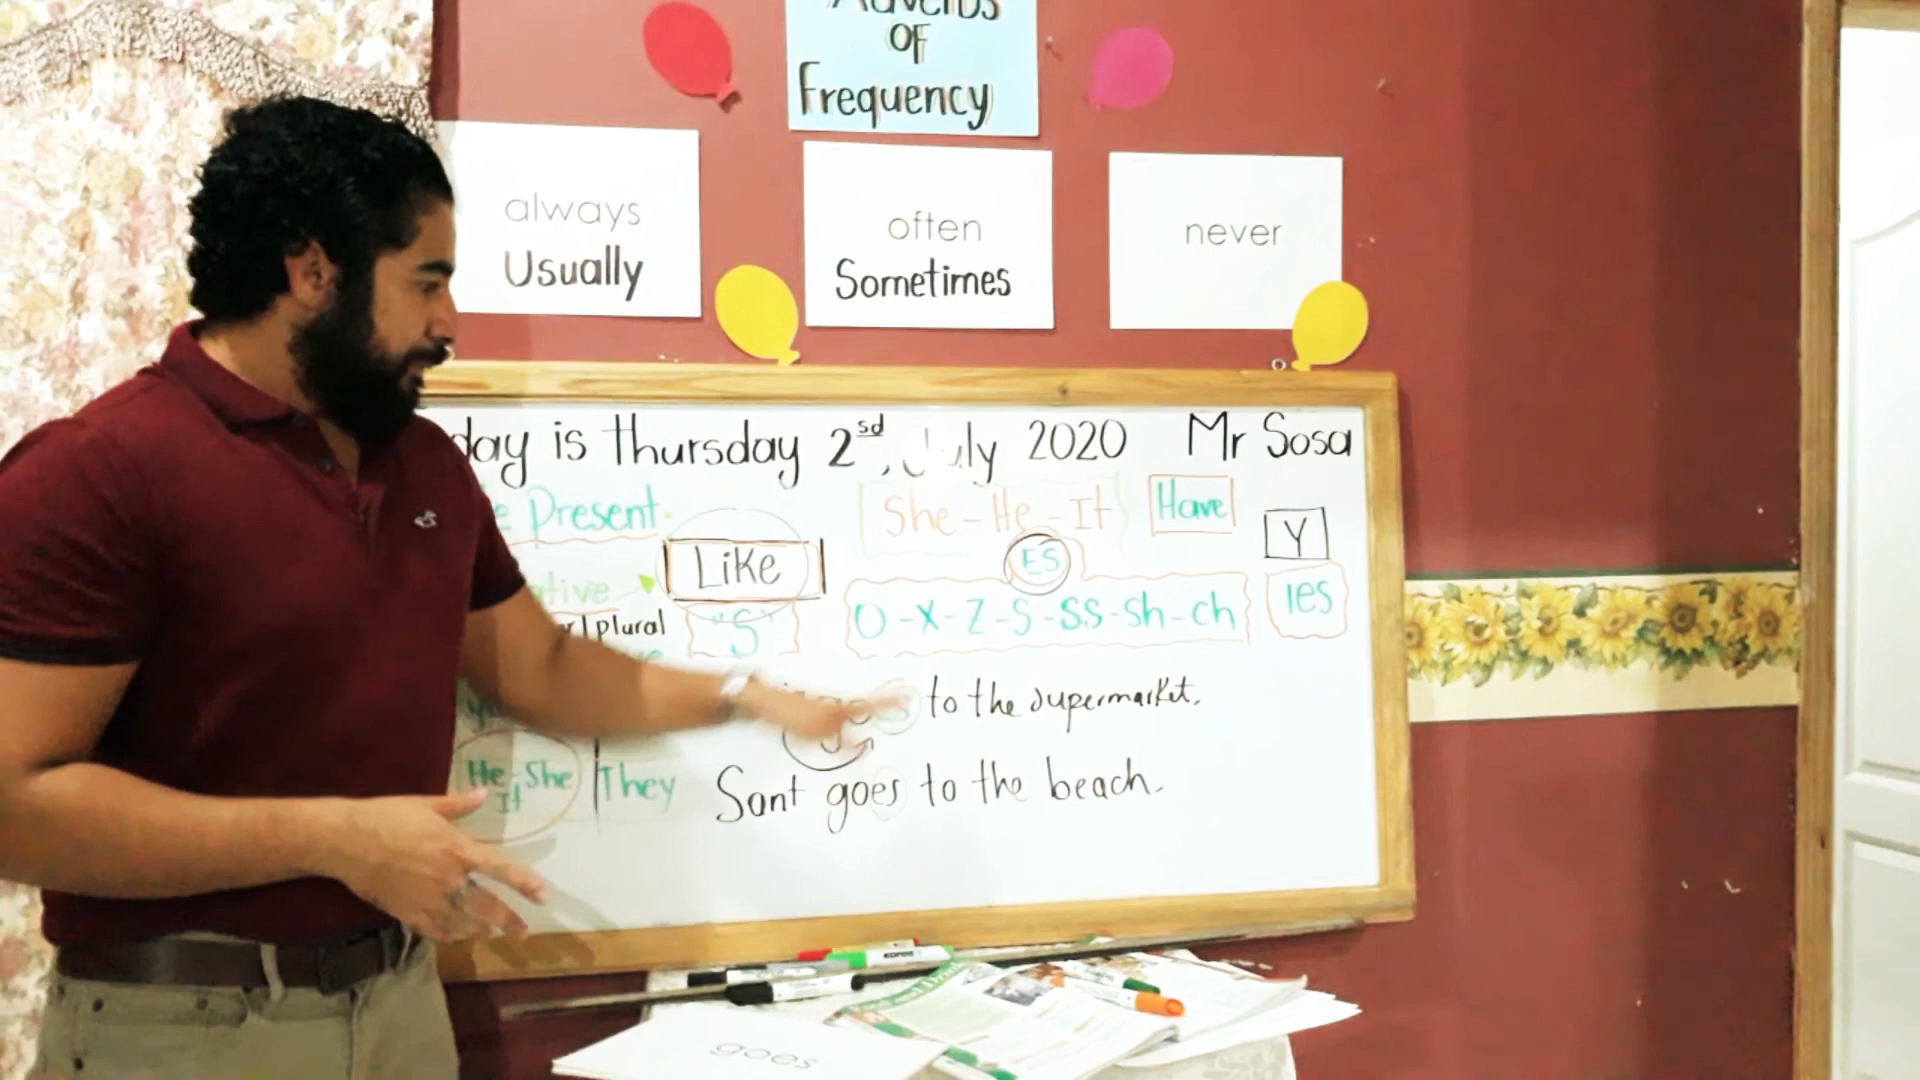 Adverbs
OF
Frequency
always
Usually
often
Sometimes
never
day is thursday 2sd, July 2020 Mr Sosa
Present.
She - He - It
Have
Y
Like
ES
ies
plural
"S"
O - X - Z - S - SS - Sh - ch
to the supermarket.
He - She
It
They
Sant goes to the beach.
KORES
goes